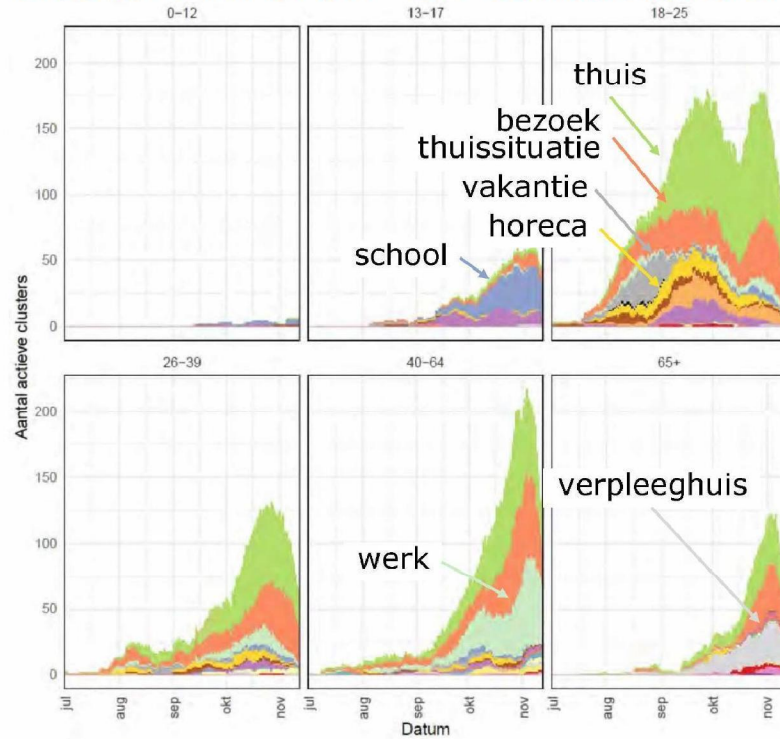 0−12
13−17
18−25
200
150
100
50
0
thuis
bezoek
thuissituatie
vakantie
horeca
school
Aantal actieve clusters
26−39
40−64
65+
200
150
100
50
0
werk
verpleeghuis
jul
aug
sep
okt
nov
jul
aug
sep
okt
nov
jul
aug
sep
okt
nov
Datum